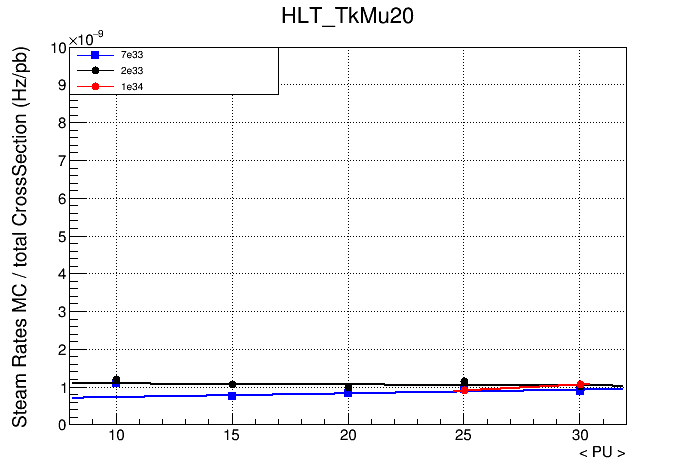 HLT_TkMu20
×10⁻⁹
Steam Rates MC / total CrossSection (Hz/pb)
7e33
2e33
1e34
10
9
8
7
6
5
4
3
2
1
0
10 15 20 25 30
< PU >